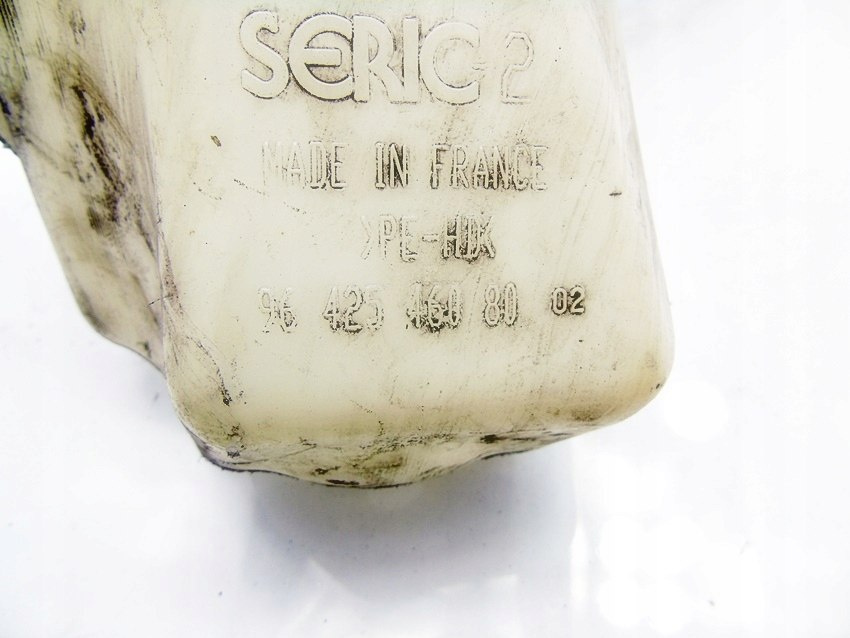 SERIC-2
MADE IN FRANCE
>PE-HD<
96 425 460 80 02